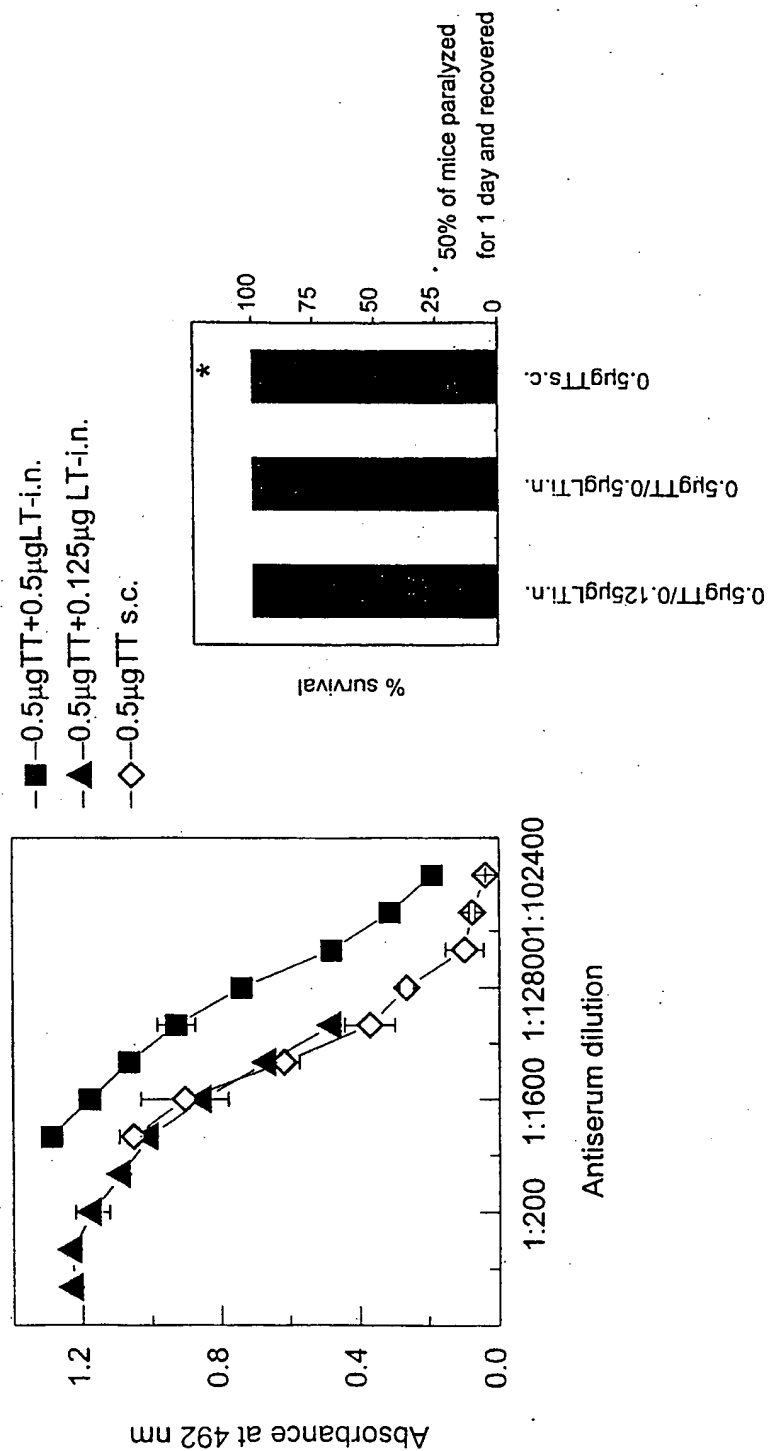 Absorbance at 492 nm
1.2
0.8
0.4
0.0
1:200
1:1600
1:12800
1:102400
Antiserum dilution
0.5µgTT+0.5µgLT-i.n.
0.5µgTT+0.125µg LT-i.n.
0.5µgTT s.c.
% survival
*
100
75
50
25
0
0.5µgTT/0.125µgLTi.n.
0.5µgTT/0.5µgLTi.n.
0.5µgTTs.c.
* 50% of mice paralyzed
for 1 day and recovered